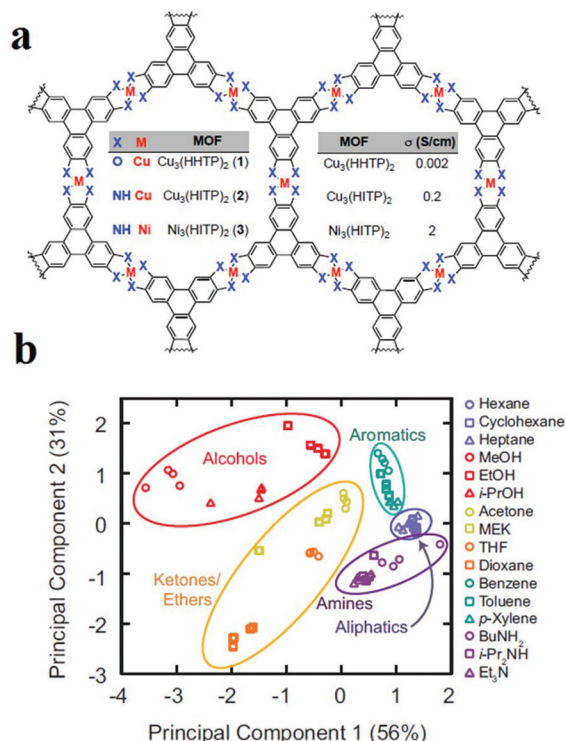 a
X X X X X X X X
M M M M
X X X X X X X X
X M MOF
O Cu Cu₃(HHTP)₂ (1)
NH Cu Cu₃(HITP)₂ (2)
NH Ni Ni₃(HITP)₂ (3)
MOF σ (S/cm)
Cu₃(HHTP)₂ 0.002
Cu₃(HITP)₂ 0.2
Ni₃(HITP)₂ 2
X X X X X X
M M M
X X X X X X
X X X X X X X X
M M M M
X X X X X X X X
b
Principal Component 2 (31%)
2
1
0
-1
-2
-3
Alcohols
Aromatics
Ketones/
Ethers
Amines
Aliphatics
-4 -3 -2 -1 0 1 2
Principal Component 1 (56%)
Hexane
Cyclohexane
Heptane
MeOH
EtOH
i-PrOH
Acetone
MEK
THF
Dioxane
Benzene
Toluene
p-Xylene
BuNH₂
i-Pr₂NH
Et₃N